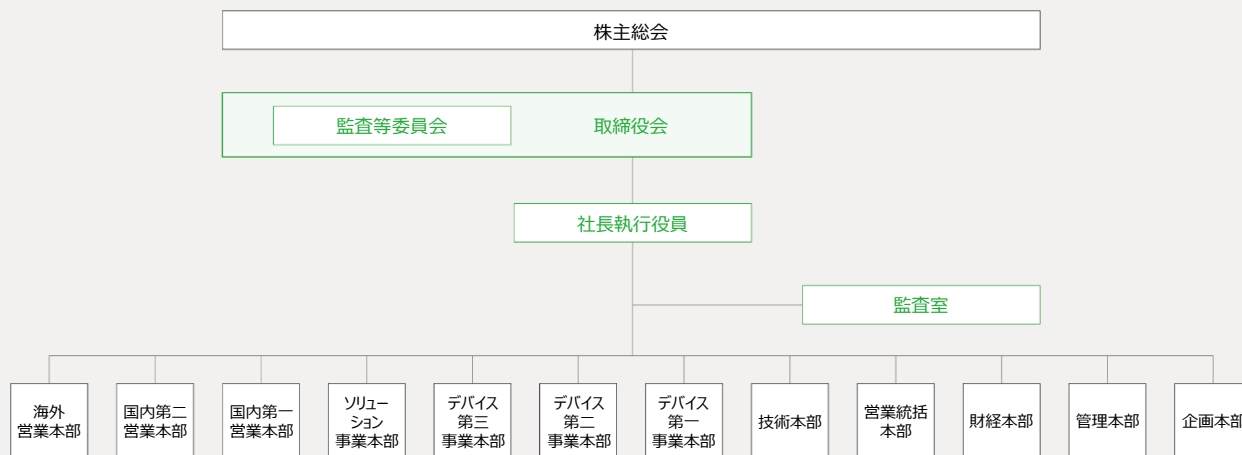 株主総会
監査等委員会
取締役会
社長執行役員
監査室
海外
営業本部
国内第二
営業本部
国内第一
営業本部
ソリュー
ション
事業本部
デバイス
第三
事業本部
デバイス
第二
事業本部
デバイス
第一
事業本部
技術本部
営業統括
本部
財経本部
管理本部
企画本部